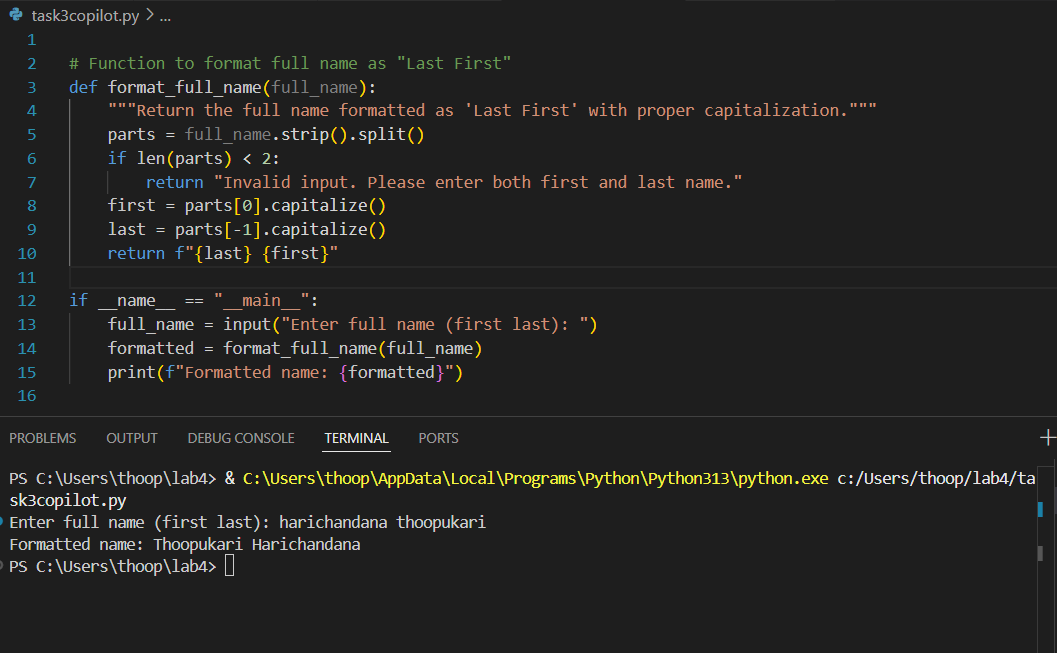 task3copilot.py > ...
1
2 # Function to format full name as "Last First"
3 def format_full_name(full_name):
4     """Return the full name formatted as 'Last First' with proper capitalization."""
5     parts = full_name.strip().split()
6     if len(parts) < 2:
7         return "Invalid input. Please enter both first and last name."
8     first = parts[0].capitalize()
9     last = parts[-1].capitalize()
10     return f"{last} {first}"
11
12 if __name__ == "__main__":
13     full_name = input("Enter full name (first last): ")
14     formatted = format_full_name(full_name)
15     print(f"Formatted name: {formatted}")
16
PROBLEMS OUTPUT DEBUG CONSOLE TERMINAL PORTS
PS C:\Users\thoop\lab4> & C:\Users\thoop\AppData\Local\Programs\Python\Python313\python.exe c:/Users/thoop/lab4/ta
sk3copilot.py
Enter full name (first last): harichandana thoopukari
Formatted name: Thoopukari Harichandana
PS C:\Users\thoop\lab4>